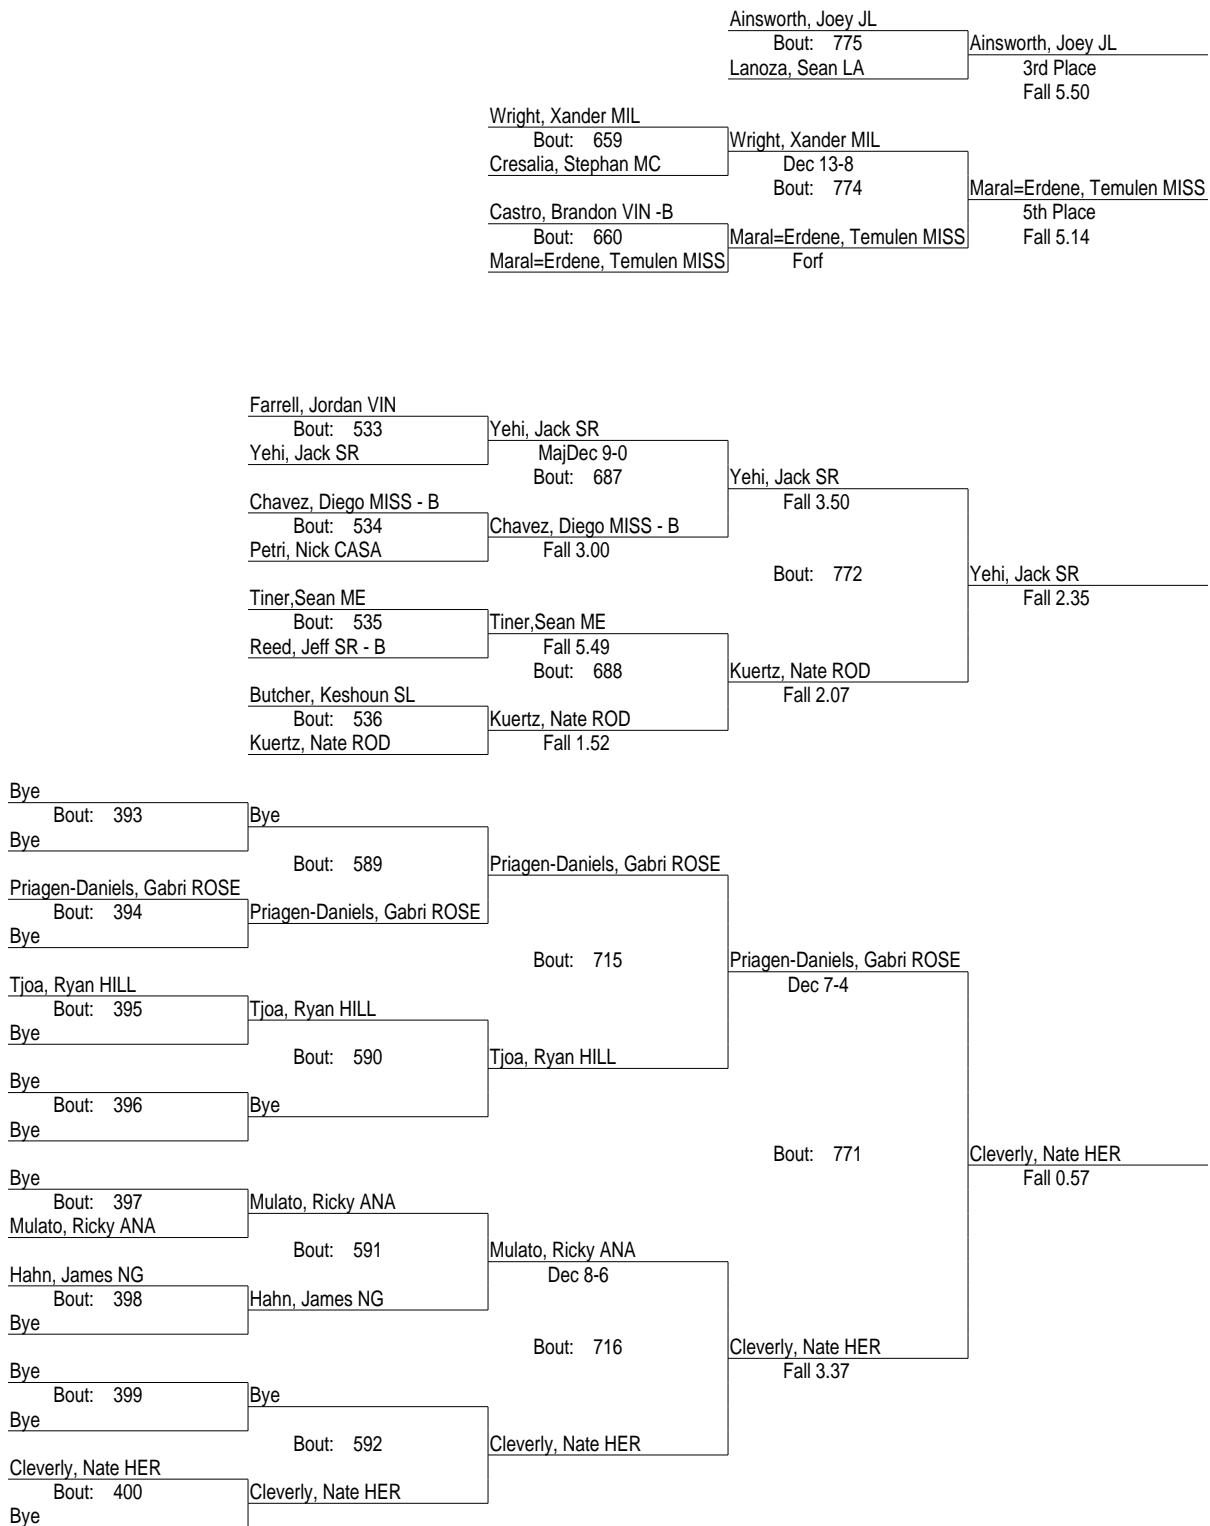 Ainsworth, Joey JL
Bout: 775
Ainsworth, Joey JL
Lanoza, Sean LA
3rd Place
Fall 5.50
Wright, Xander MIL
Bout: 659
Wright, Xander MIL
Cresalia, Stephan MC
Dec 13-8
Bout: 774
Maral=Erdene, Temulen MISS
Castro, Brandon VIN -B
5th Place
Bout: 660
Maral=Erdene, Temulen MISS
Fall 5.14
Maral=Erdene, Temulen MISS
Forf
Farrell, Jordan VIN
Bout: 533
Yehi, Jack SR
Yehi, Jack SR
MajDec 9-0
Bout: 687
Yehi, Jack SR
Chavez, Diego MISS - B
Fall 3.50
Bout: 534
Chavez, Diego MISS - B
Petri, Nick CASA
Fall 3.00
Bout: 772
Yehi, Jack SR
Tiner,Sean ME
Fall 2.35
Bout: 535
Tiner,Sean ME
Reed, Jeff SR - B
Fall 5.49
Bout: 688
Kuertz, Nate ROD
Butcher, Keshoun SL
Fall 2.07
Bout: 536
Kuertz, Nate ROD
Kuertz, Nate ROD
Fall 1.52
Bye
Bout: 393
Bye
Bye
Bout: 589
Priagen-Daniels, Gabri ROSE
Priagen-Daniels, Gabri ROSE
Bout: 394
Priagen-Daniels, Gabri ROSE
Bye
Bout: 715
Priagen-Daniels, Gabri ROSE
Tjoa, Ryan HILL
Dec 7-4
Bout: 395
Tjoa, Ryan HILL
Bye
Bout: 590
Tjoa, Ryan HILL
Bye
Bout: 396
Bye
Bye
Bout: 771
Cleverly, Nate HER
Bye
Fall 0.57
Bout: 397
Mulato, Ricky ANA
Mulato, Ricky ANA
Bout: 591
Mulato, Ricky ANA
Hahn, James NG
Dec 8-6
Bout: 398
Hahn, James NG
Bye
Bout: 716
Cleverly, Nate HER
Bye
Fall 3.37
Bout: 399
Bye
Bye
Bout: 592
Cleverly, Nate HER
Cleverly, Nate HER
Bout: 400
Cleverly, Nate HER
Bye